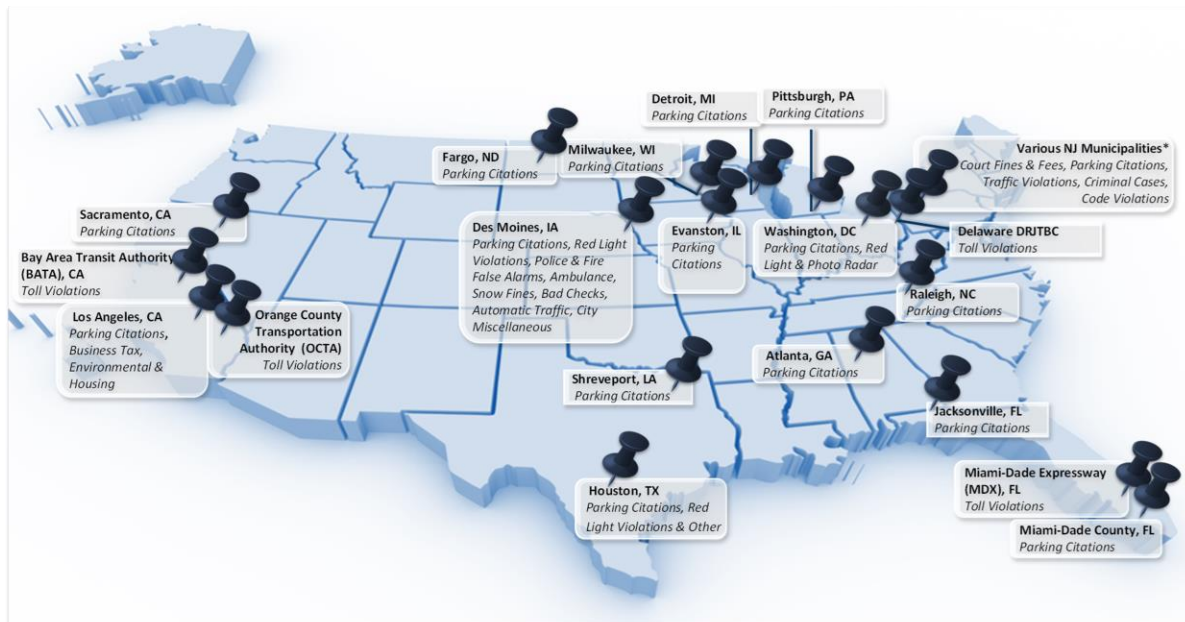 Detroit, MI
Parking Citations
Pittsburgh, PA
Parking Citations
Fargo, ND
Parking Citations
Milwaukee, WI
Parking Citations
Various NJ Municipalities*
Court Fines & Fees, Parking Citations,
Traffic Violations, Criminal Cases,
Code Violations
Sacramento, CA
Parking Citations
Des Moines, IA
Parking Citations, Red Light
Violations, Police & Fire
False Alarms, Ambulance,
Snow Fines, Bad Checks,
Automatic Traffic, City
Miscellaneous
Evanston, IL
Parking
Citations
Washington, DC
Parking Citations, Red
Light & Photo Radar
Delaware DRJTBC
Toll Violations
Bay Area Transit Authority
(BATA), CA
Toll Violations
Raleigh, NC
Parking Citations
Los Angeles, CA
Parking Citations,
Business Tax,
Environmental &
Housing
Orange County
Transportation
Authority (OCTA)
Toll Violations
Atlanta, GA
Parking Citations
Shreveport, LA
Parking Citations
Jacksonville, FL
Parking Citations
Houston, TX
Parking Citations, Red
Light Violations & Other
Miami-Dade Expressway
(MDX), FL
Toll Violations
Miami-Dade County, FL
Parking Citations